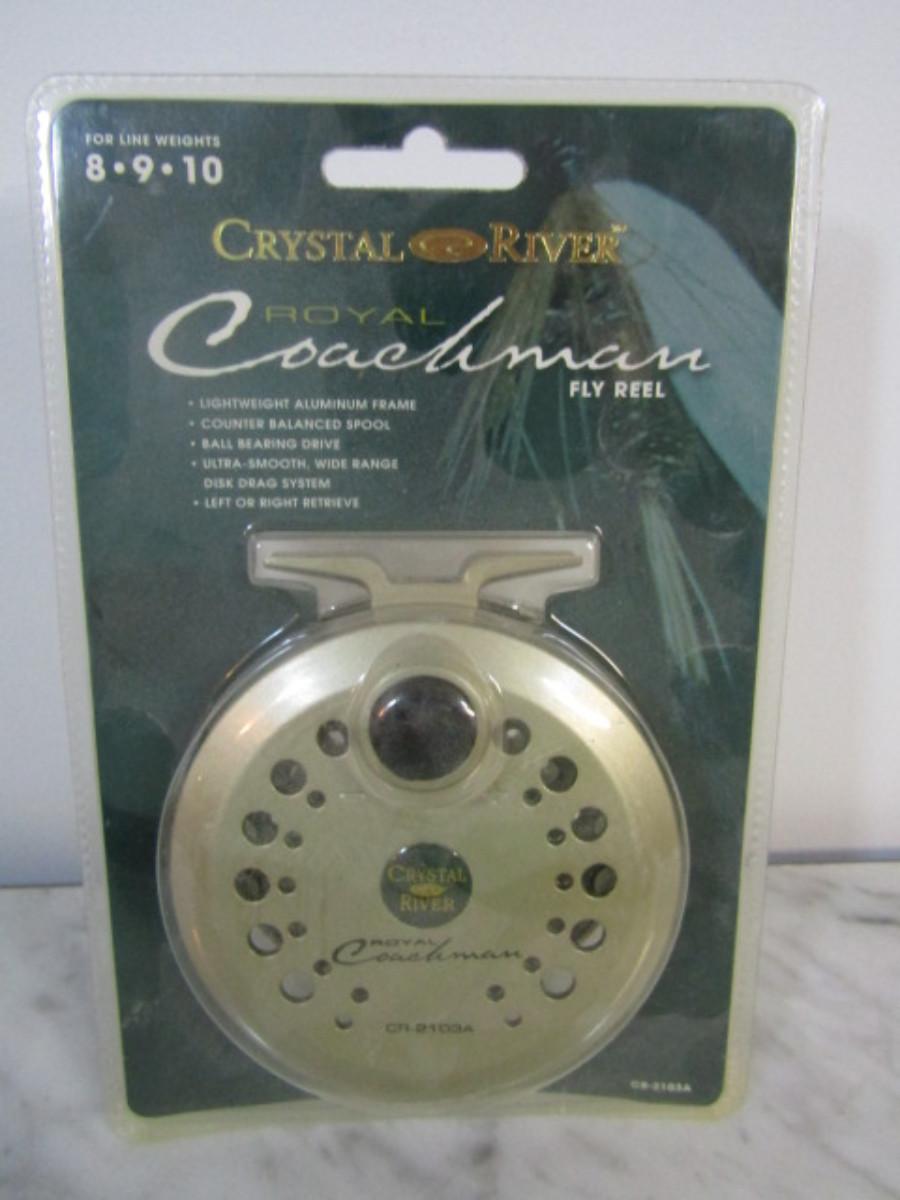 FOR LINE WEIGHTS
8•9•10
CRYSTAL RIVER™
ROYAL
Coachman
FLY REEL
• LIGHTWEIGHT ALUMINUM FRAME
• COUNTER BALANCED SPOOL
• BALL BEARING DRIVE
• ULTRA-SMOOTH, WIDE RANGE
DISK DRAG SYSTEM
• LEFT OR RIGHT RETRIEVE
CRYSTAL
RIVER
ROYAL
Coachman
CR-2103A
CR-2103A